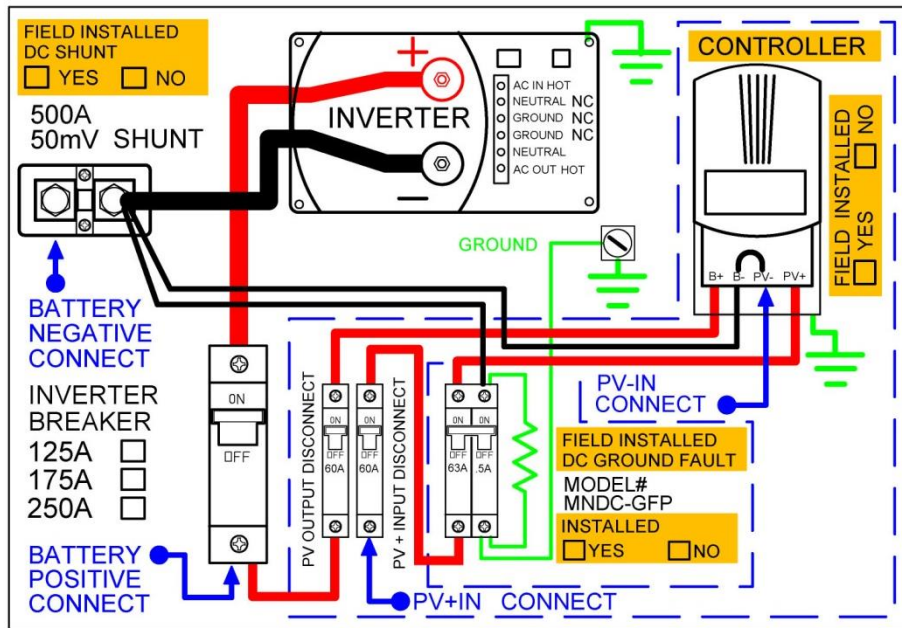 FIELD INSTALLED
DC SHUNT
YES NO
500A
50mV SHUNT
BATTERY
NEGATIVE
CONNECT
INVERTER
BREAKER
125A
175A
250A
BATTERY
POSITIVE
CONNECT
ON
OFF
+
INVERTER
–
AC IN HOT
NEUTRAL NC
GROUND NC
GROUND NC
NEUTRAL
AC OUT HOT
GROUND
CONTROLLER
FIELD INSTALLED
YES NO
B+ B- PV- PV+
PV OUTPUT DISCONNECT
ON
OFF
60A
PV + INPUT DISCONNECT
ON
OFF
60A
ON ON
OFF OFF
63A .5A
PV-IN
CONNECT
FIELD INSTALLED
DC GROUND FAULT
MODEL#
MNDC-GFP
INSTALLED
YES NO
PV+IN CONNECT